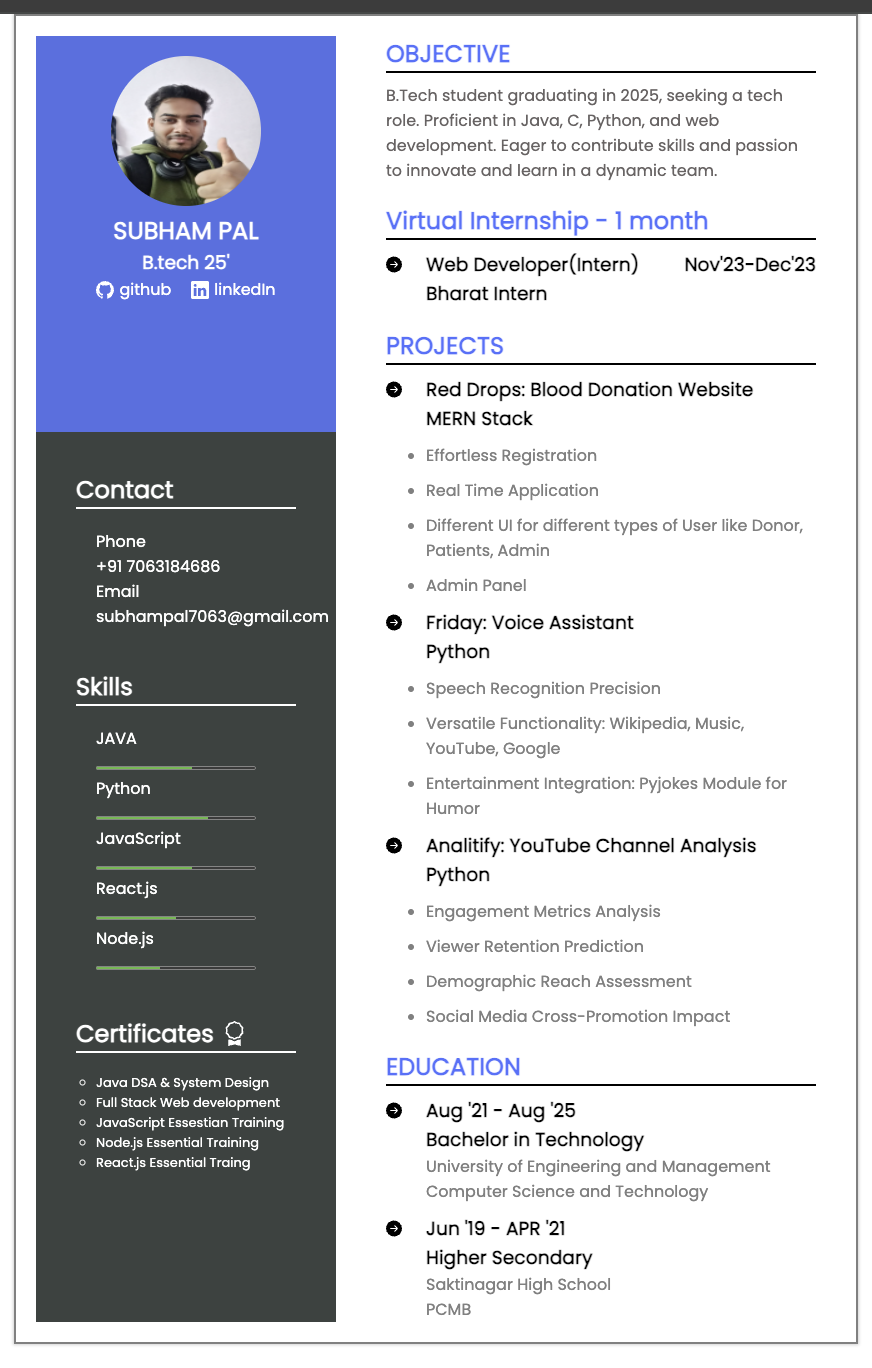 SUBHAM PAL
B.tech 25'
github linkedIn
Contact
Phone
+91 7063184686
Email
subhampal7063@gmail.com
Skills
JAVA
Python
JavaScript
React.js
Node.js
Certificates
Java DSA & System Design
Full Stack Web development
JavaScript Essestian Training
Node.js Essential Training
React.js Essential Traing
OBJECTIVE
B.Tech student graduating in 2025, seeking a tech
role. Proficient in Java, C, Python, and web
development. Eager to contribute skills and passion
to innovate and learn in a dynamic team.
Virtual Internship - 1 month
Web Developer(Intern) Nov'23-Dec'23
Bharat Intern
PROJECTS
Red Drops: Blood Donation Website
MERN Stack
Effortless Registration
Real Time Application
Different UI for different types of User like Donor,
Patients, Admin
Admin Panel
Friday: Voice Assistant
Python
Speech Recognition Precision
Versatile Functionality: Wikipedia, Music,
YouTube, Google
Entertainment Integration: Pyjokes Module for
Humor
Analitify: YouTube Channel Analysis
Python
Engagement Metrics Analysis
Viewer Retention Prediction
Demographic Reach Assessment
Social Media Cross-Promotion Impact
EDUCATION
Aug '21 - Aug '25
Bachelor in Technology
University of Engineering and Management
Computer Science and Technology
Jun '19 - APR '21
Higher Secondary
Saktinagar High School
PCMB